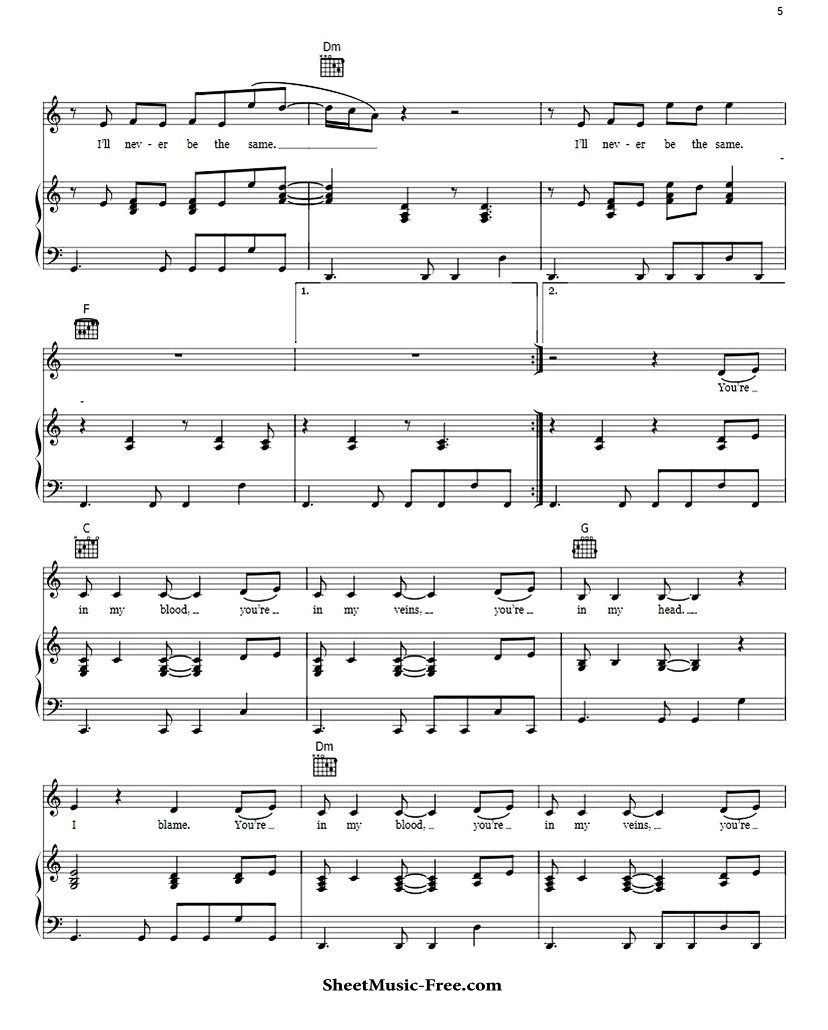 5
Dm
I'll nev - er be the same. I'll nev - er be the same.
1. 2.
F
You're
C G
in my blood, you're in my veins, you're in my head.
Dm
I blame. You're in my blood, you're in my veins, you're
SheetMusic-Free.com